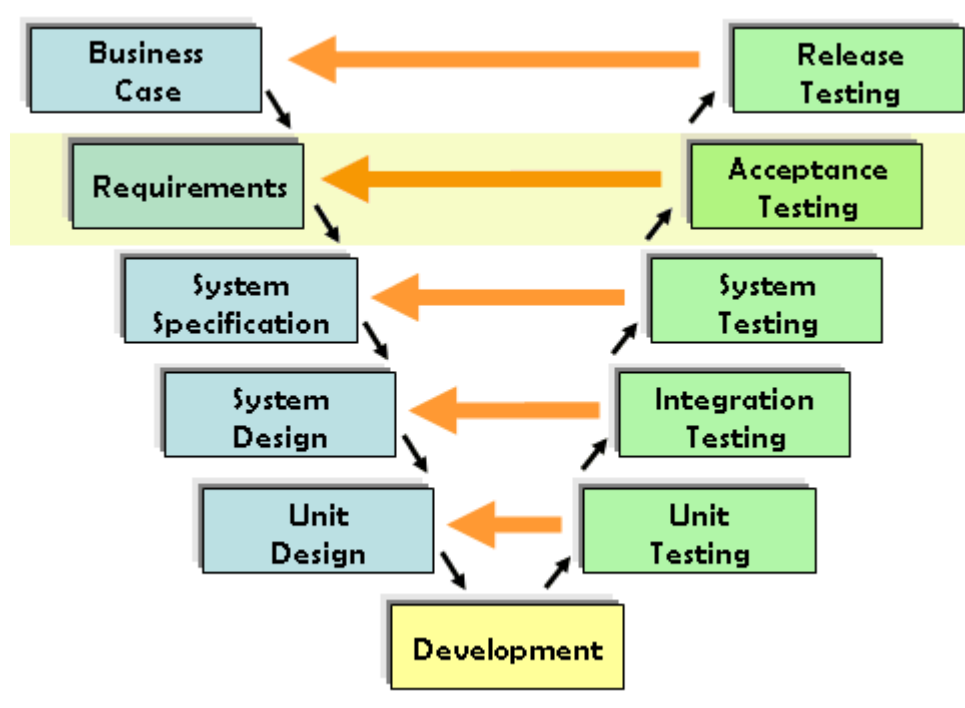 Business
Case
Release
Testing
Requirements
Acceptance
Testing
System
Specification
System
Testing
System
Design
Integration
Testing
Unit
Design
Unit
Testing
Development